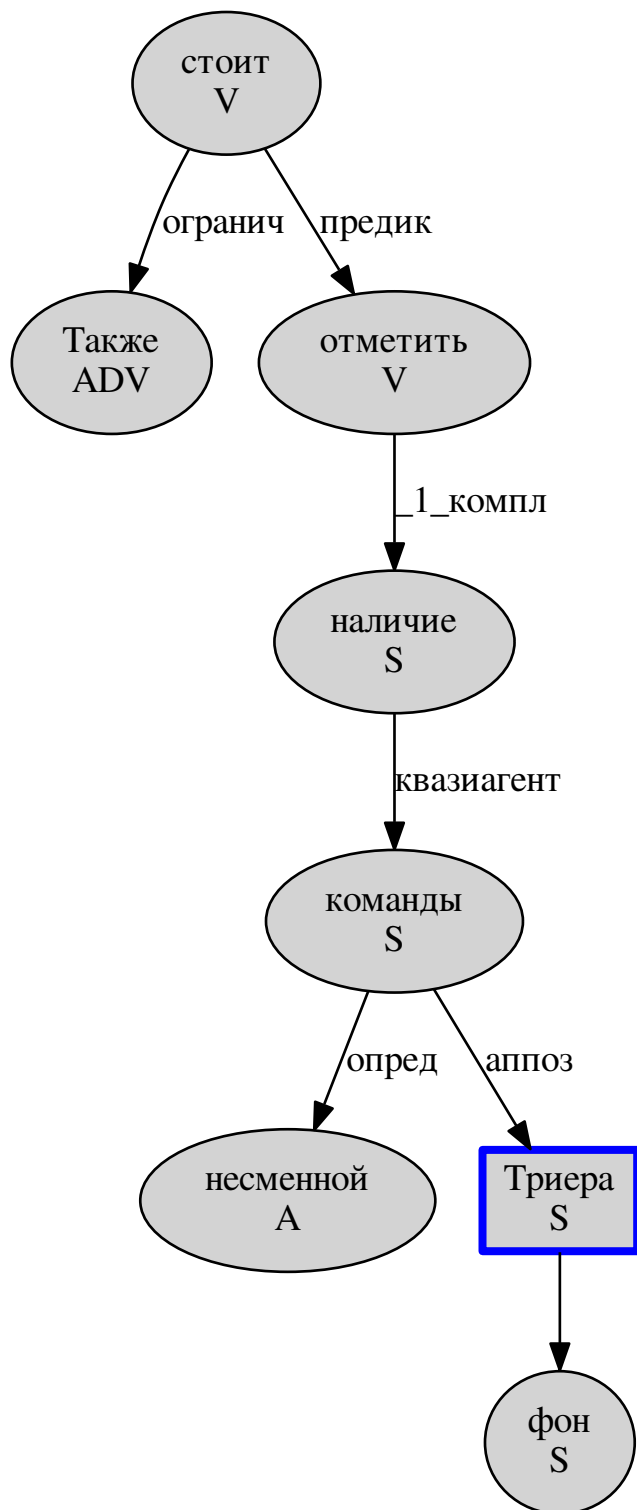 стоит
V
огранич
предик
Также
ADV
отметить
V
_1_компл
наличие
S
квазиагент
команды
S
опред
аппоз
несменной
A
Триера
S
фон
S